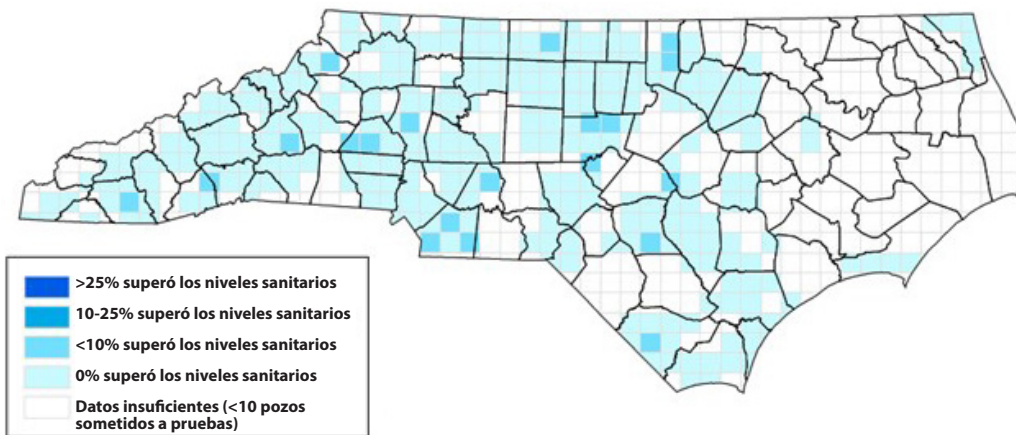 >25% superó los niveles sanitarios
10-25% superó los niveles sanitarios
<10% superó los niveles sanitarios
0% superó los niveles sanitarios
Datos insuficientes (<10 pozos
sometidos a pruebas)